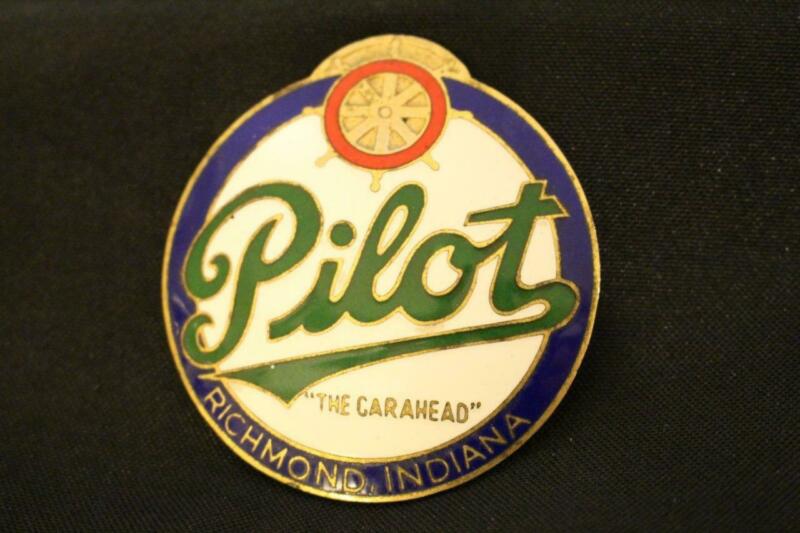 Pilot
"THE CARAHEAD"
RICHMOND, INDIANA